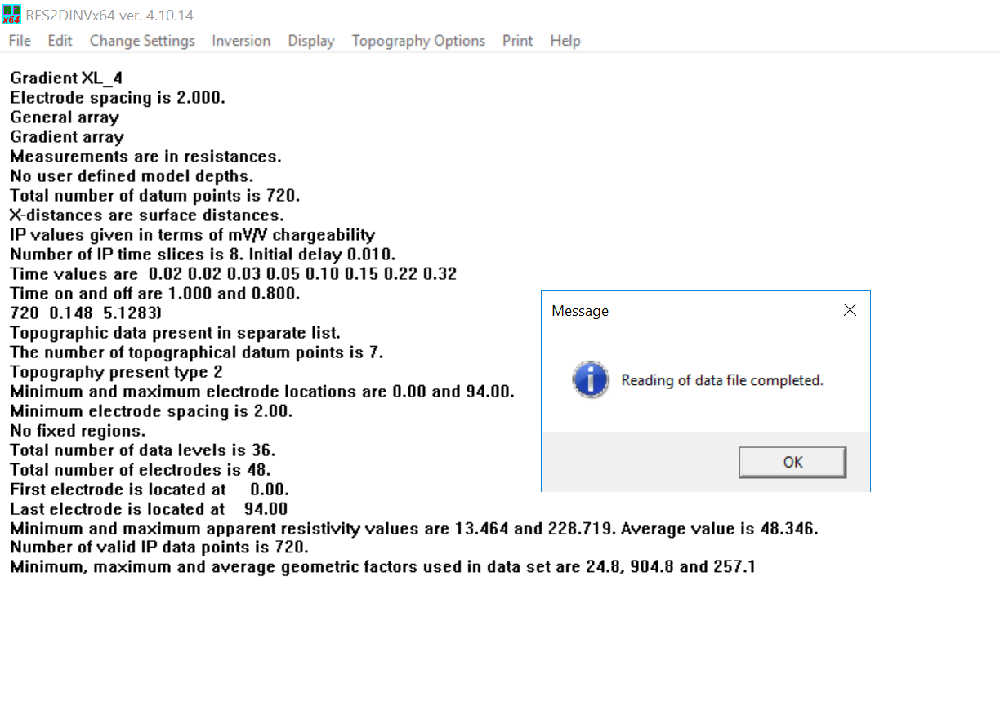 RES2DINVx64 ver. 4.10.14
File Edit Change Settings Inversion Display Topography Options Print Help
Gradient XL_4
Electrode spacing is 2.000.
General array
Gradient array
Measurements are in resistances.
No user defined model depths.
Total number of datum points is 720.
X-distances are surface distances.
IP values given in terms of mV/V chargeability
Number of IP time slices is 8. Initial delay 0.010.
Time values are  0.02 0.02 0.03 0.05 0.10 0.15 0.22 0.32
Time on and off are 1.000 and 0.800.
720  0.148  5.1283)
Topographic data present in separate list.
The number of topographical datum points is 7.
Topography present type 2
Minimum and maximum electrode locations are 0.00 and 94.00.
Minimum electrode spacing is 2.00.
No fixed regions.
Total number of data levels is 36.
Total number of electrodes is 48.
First electrode is located at    0.00.
Last electrode is located at   94.00
Minimum and maximum apparent resistivity values are 13.464 and 228.719. Average value is 48.346.
Number of valid IP data points is 720.
Minimum, maximum and average geometric factors used in data set are 24.8, 904.8 and 257.1
Message
Reading of data file completed.
OK